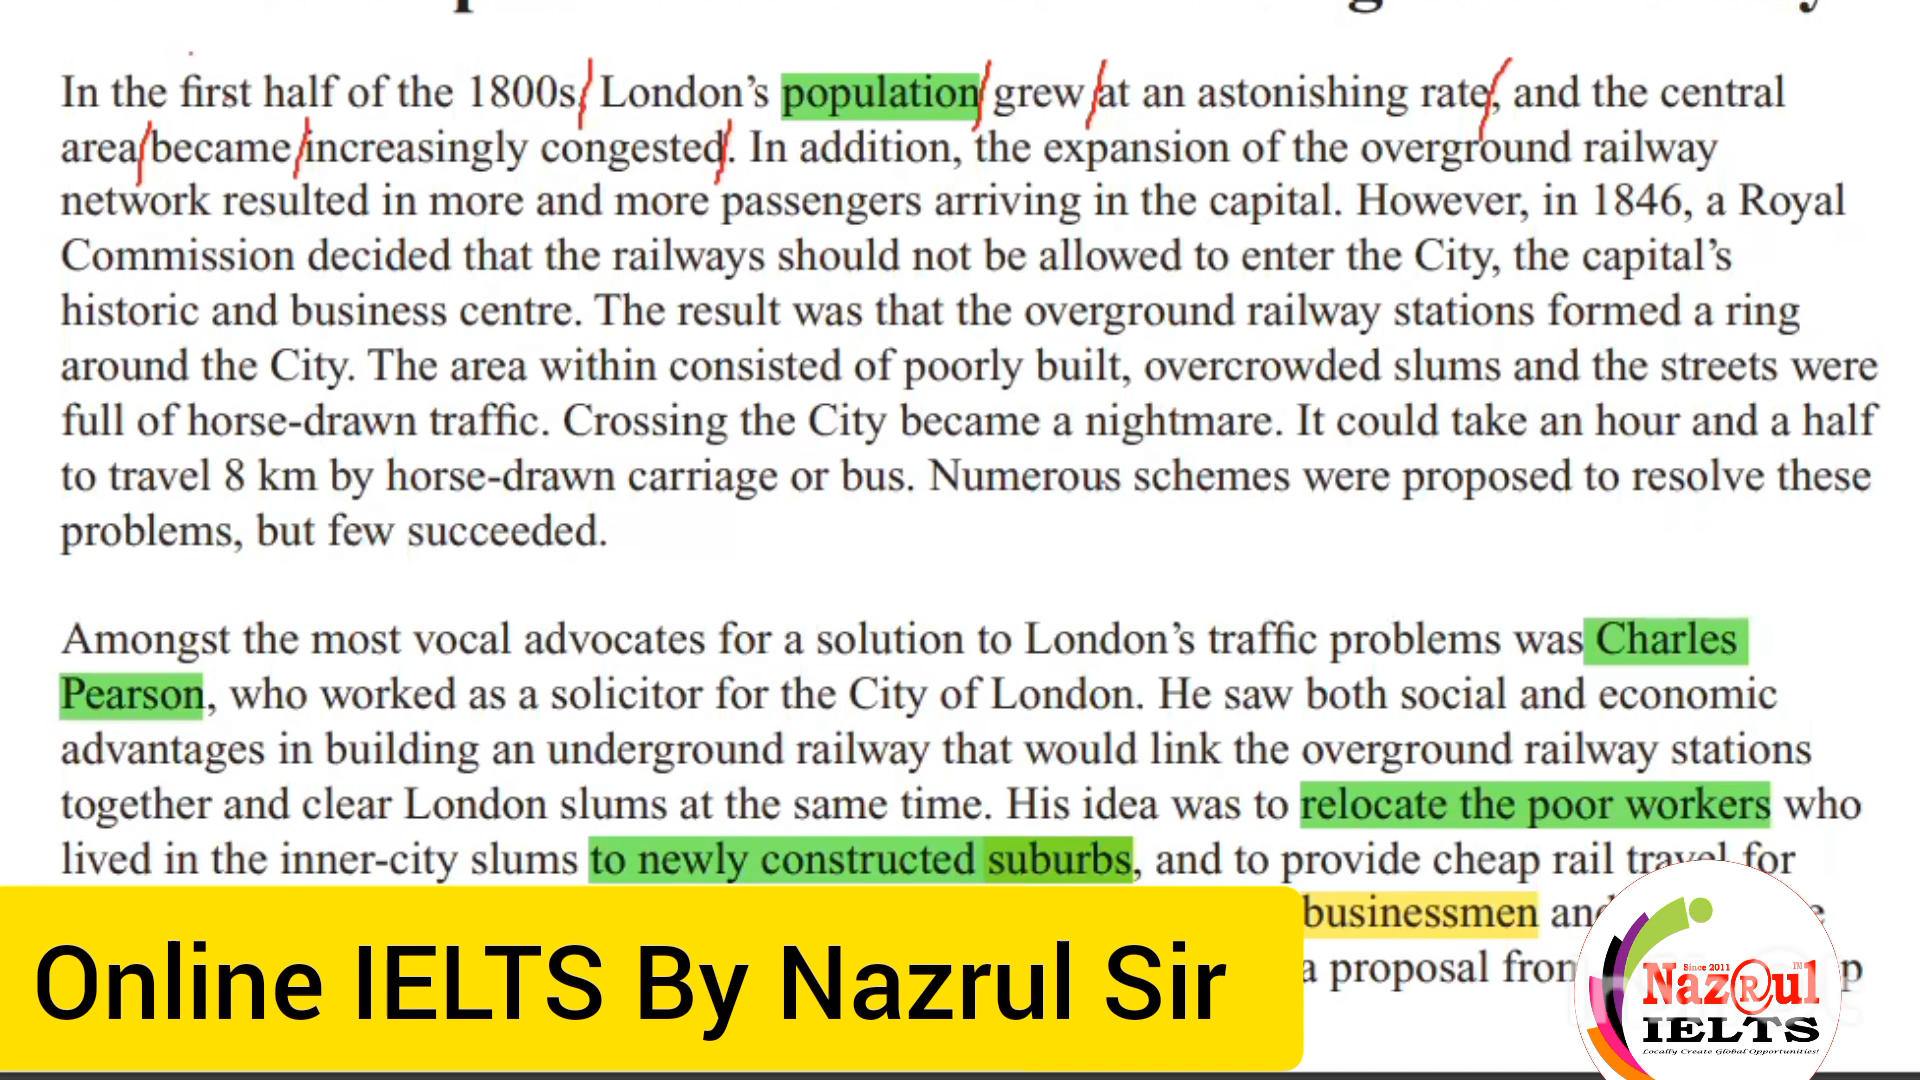 In the first half of the 1800s, London’s population grew at an astonishing rate, and the central
area became increasingly congested. In addition, the expansion of the overground railway
network resulted in more and more passengers arriving in the capital. However, in 1846, a Royal
Commission decided that the railways should not be allowed to enter the City, the capital’s
historic and business centre. The result was that the overground railway stations formed a ring
around the City. The area within consisted of poorly built, overcrowded slums and the streets were
full of horse-drawn traffic. Crossing the City became a nightmare. It could take an hour and a half
to travel 8 km by horse-drawn carriage or bus. Numerous schemes were proposed to resolve these
problems, but few succeeded.
Amongst the most vocal advocates for a solution to London’s traffic problems was Charles
Pearson, who worked as a solicitor for the City of London. He saw both social and economic
advantages in building an underground railway that would link the overground railway stations
together and clear London slums at the same time. His idea was to relocate the poor workers who
lived in the inner-city slums to newly constructed suburbs, and to provide cheap rail travel for
businessmen and
a proposal from
Online IELTS By Nazrul Sir
Since 2011
NazRul TM
IELTS
Locally Create Global Opportunities!